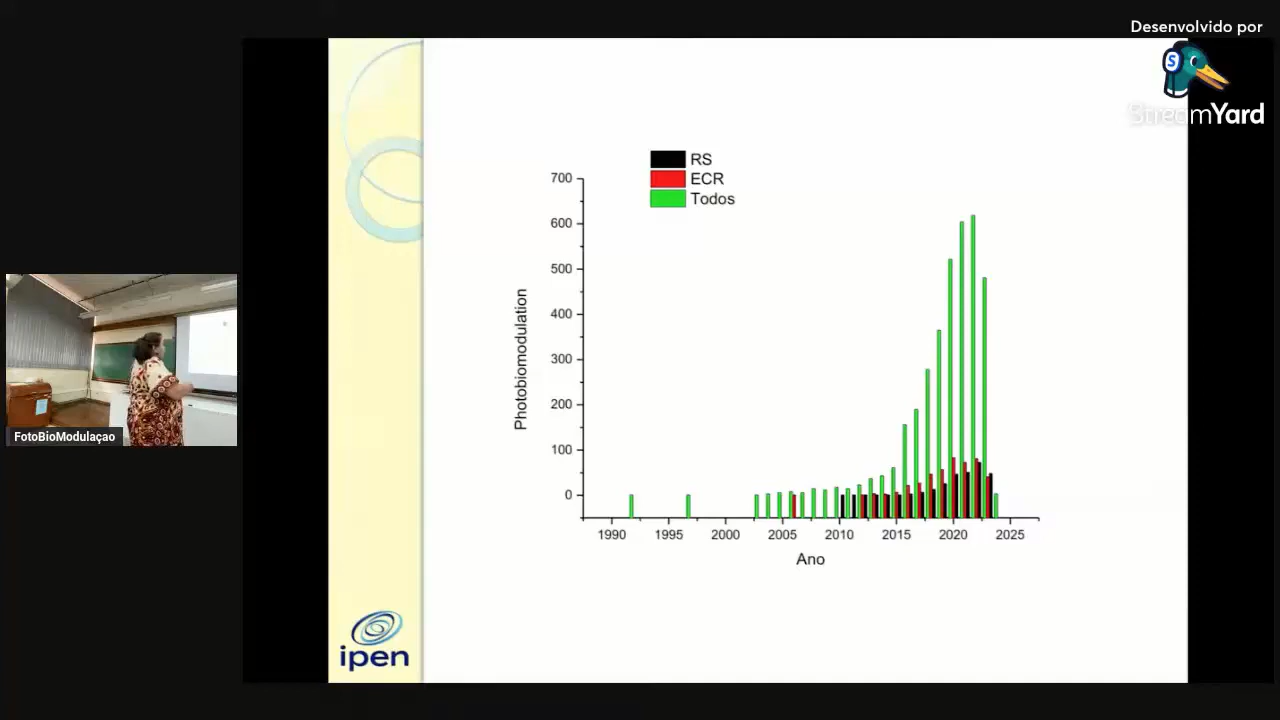 Desenvolvido por
S
StreamYard
RS
ECR
Todos
700
600
500
400
300
200
100
0
Photobiomodulation
1990 1995 2000 2005 2010 2015 2020 2025
Ano
FotoBioModulaçao
ipen